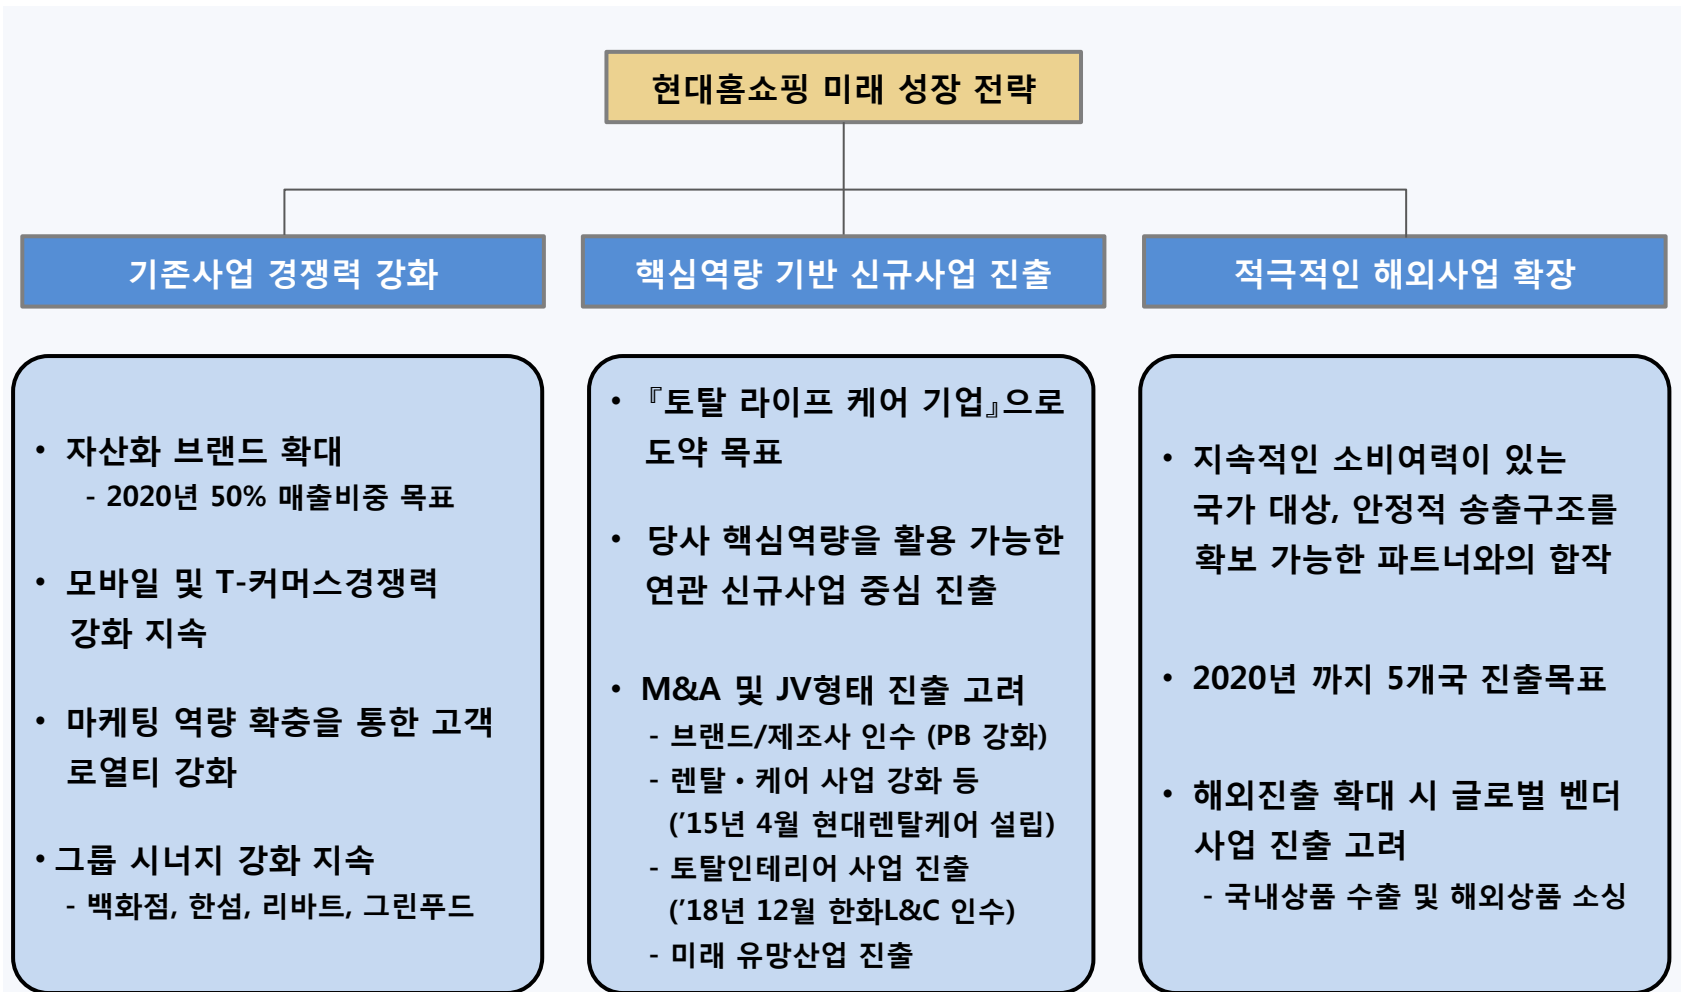 현대홈쇼핑 미래 성장 전략
기존사업 경쟁력 강화
• 자산화 브랜드 확대
- 2020년 50% 매출비중 목표
• 모바일 및 T-커머스경쟁력
강화 지속
• 마케팅 역량 확충을 통한 고객
로열티 강화
• 그룹 시너지 강화 지속
- 백화점, 한섬, 리바트, 그린푸드
핵심역량 기반 신규사업 진출
• 『토탈 라이프 케어 기업』으로
도약 목표
• 당사 핵심역량을 활용 가능한
연관 신규사업 중심 진출
• M&A 및 JV형태 진출 고려
- 브랜드/제조사 인수 (PB 강화)
- 렌탈・케어 사업 강화 등
('15년 4월 현대렌탈케어 설립)
- 토탈인테리어 사업 진출
('18년 12월 한화L&C 인수)
- 미래 유망산업 진출
적극적인 해외사업 확장
• 지속적인 소비여력이 있는
국가 대상, 안정적 송출구조를
확보 가능한 파트너와의 합작
• 2020년 까지 5개국 진출목표
• 해외진출 확대 시 글로벌 벤더
사업 진출 고려
- 국내상품 수출 및 해외상품 소싱